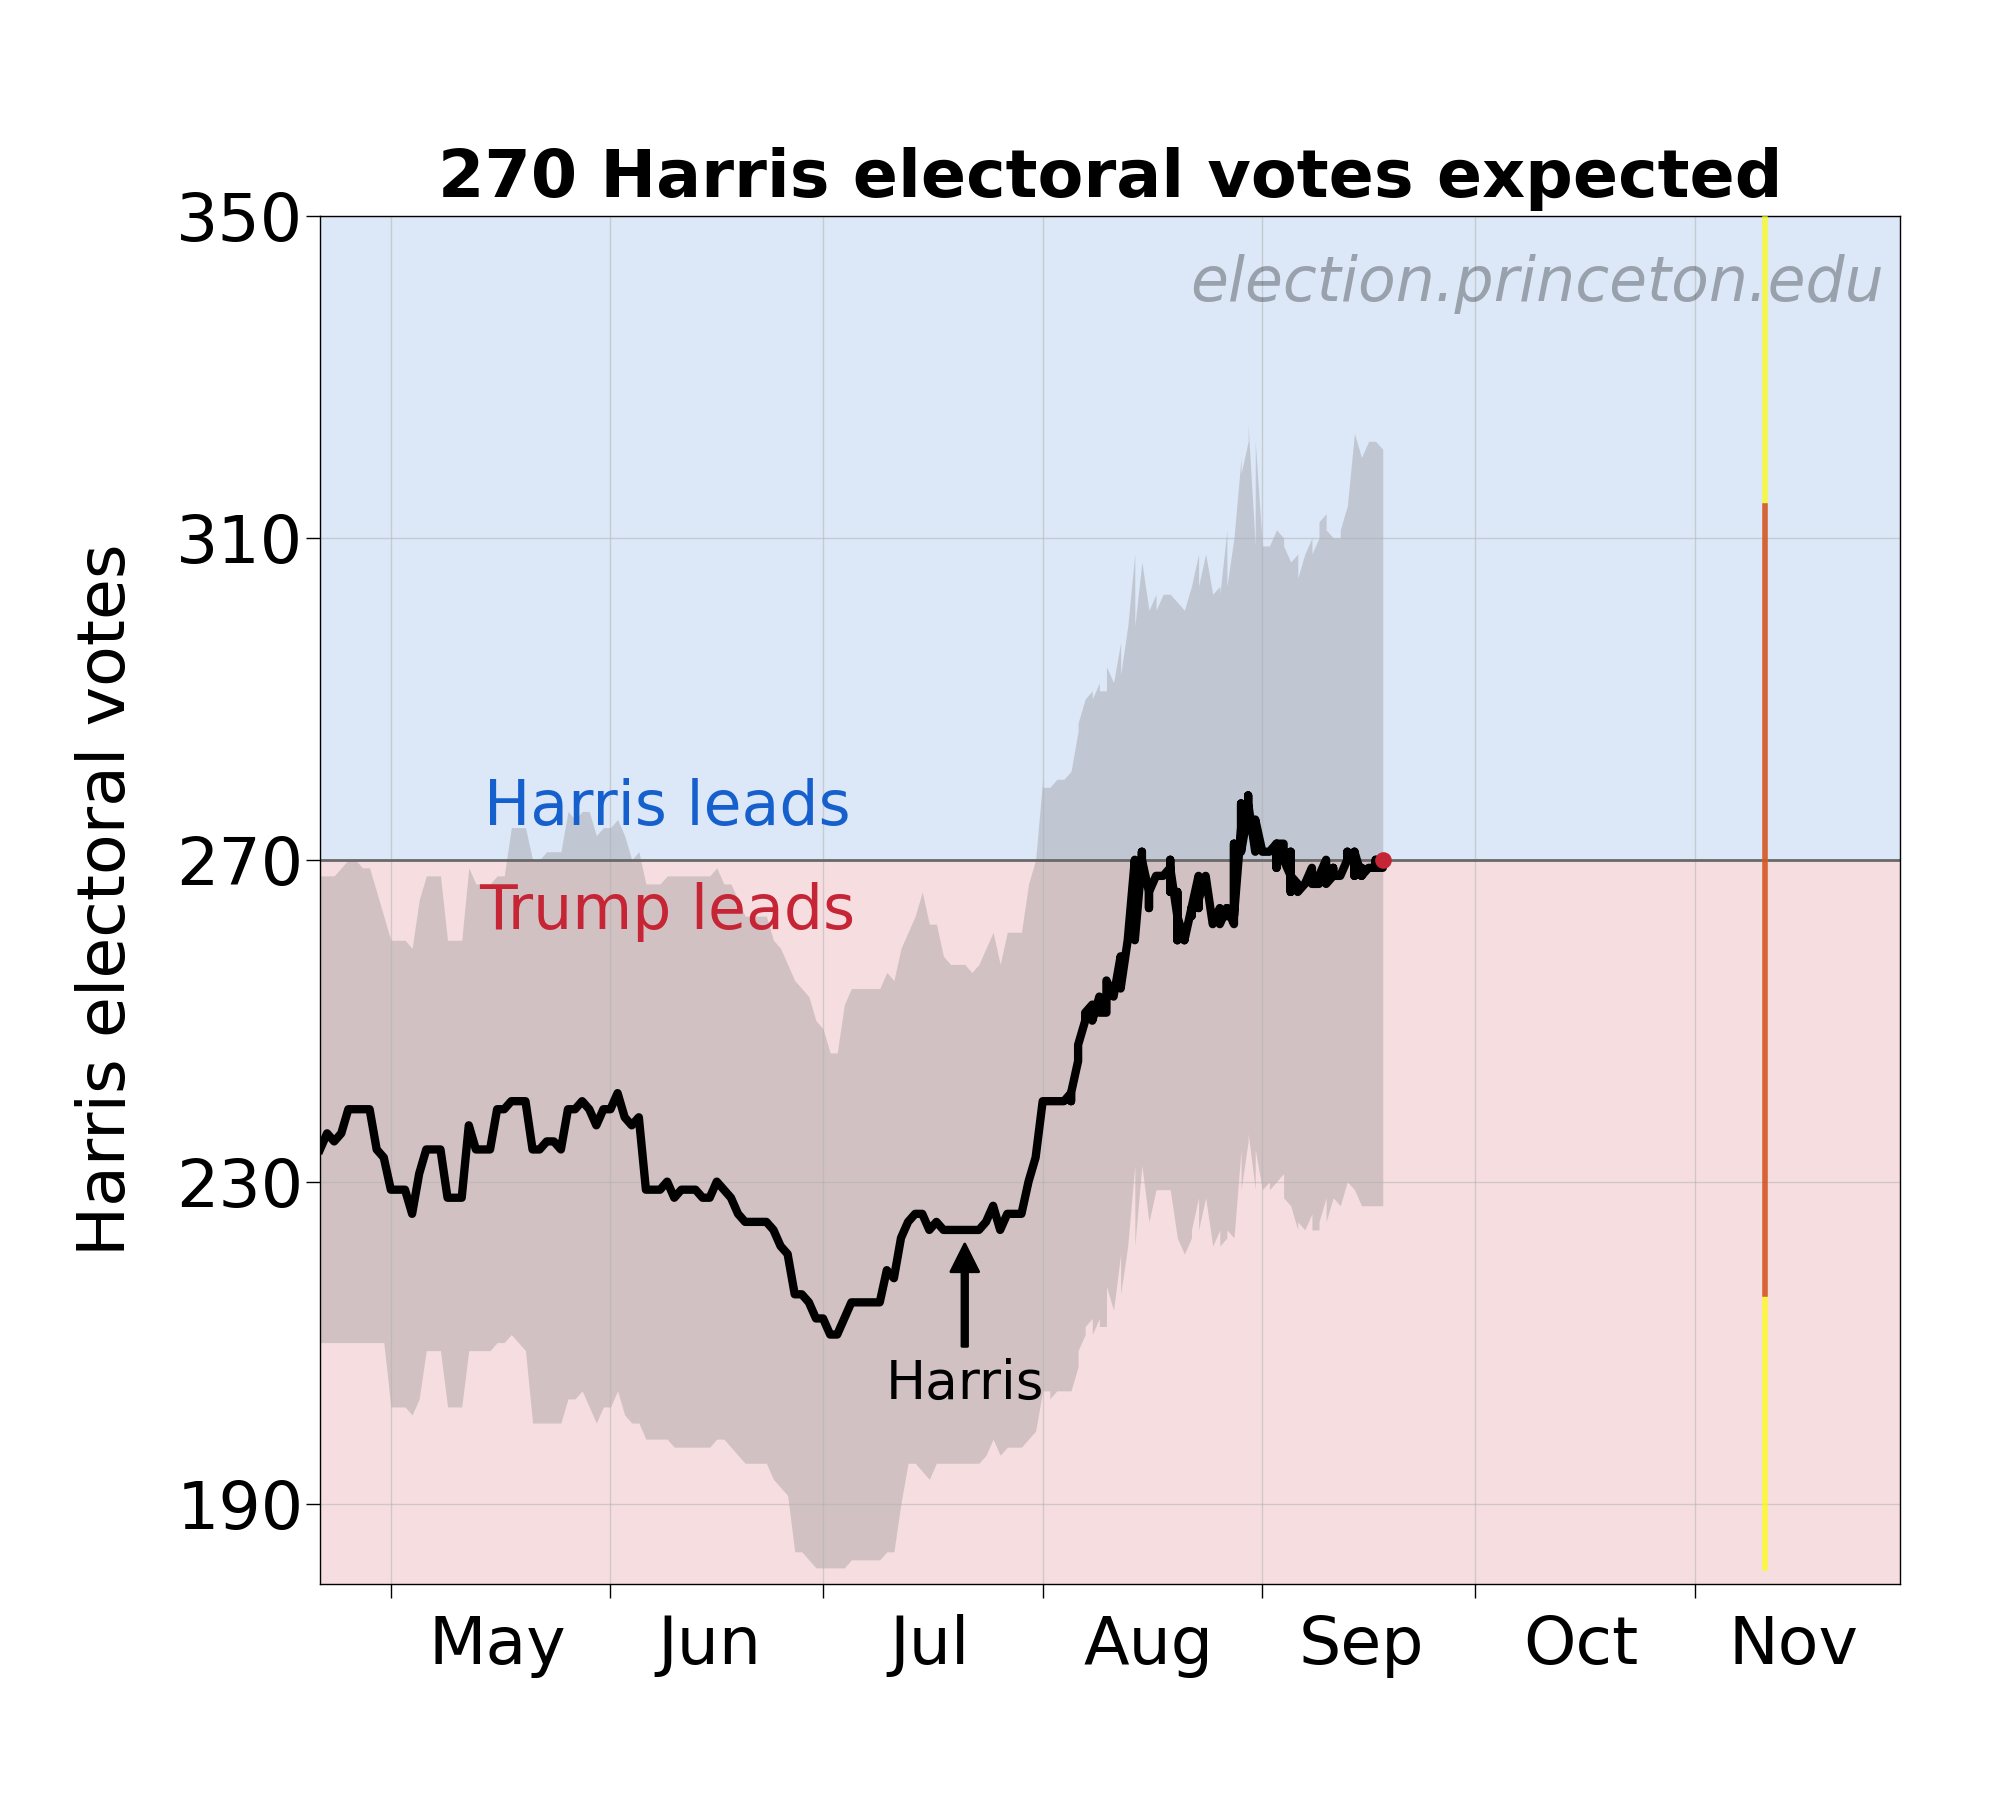 270 Harris electoral votes expected
350
election.princeton.edu
310
Harris electoral votes
Harris leads
270
Trump leads
230
Harris
190
May Jun Jul Aug Sep Oct Nov